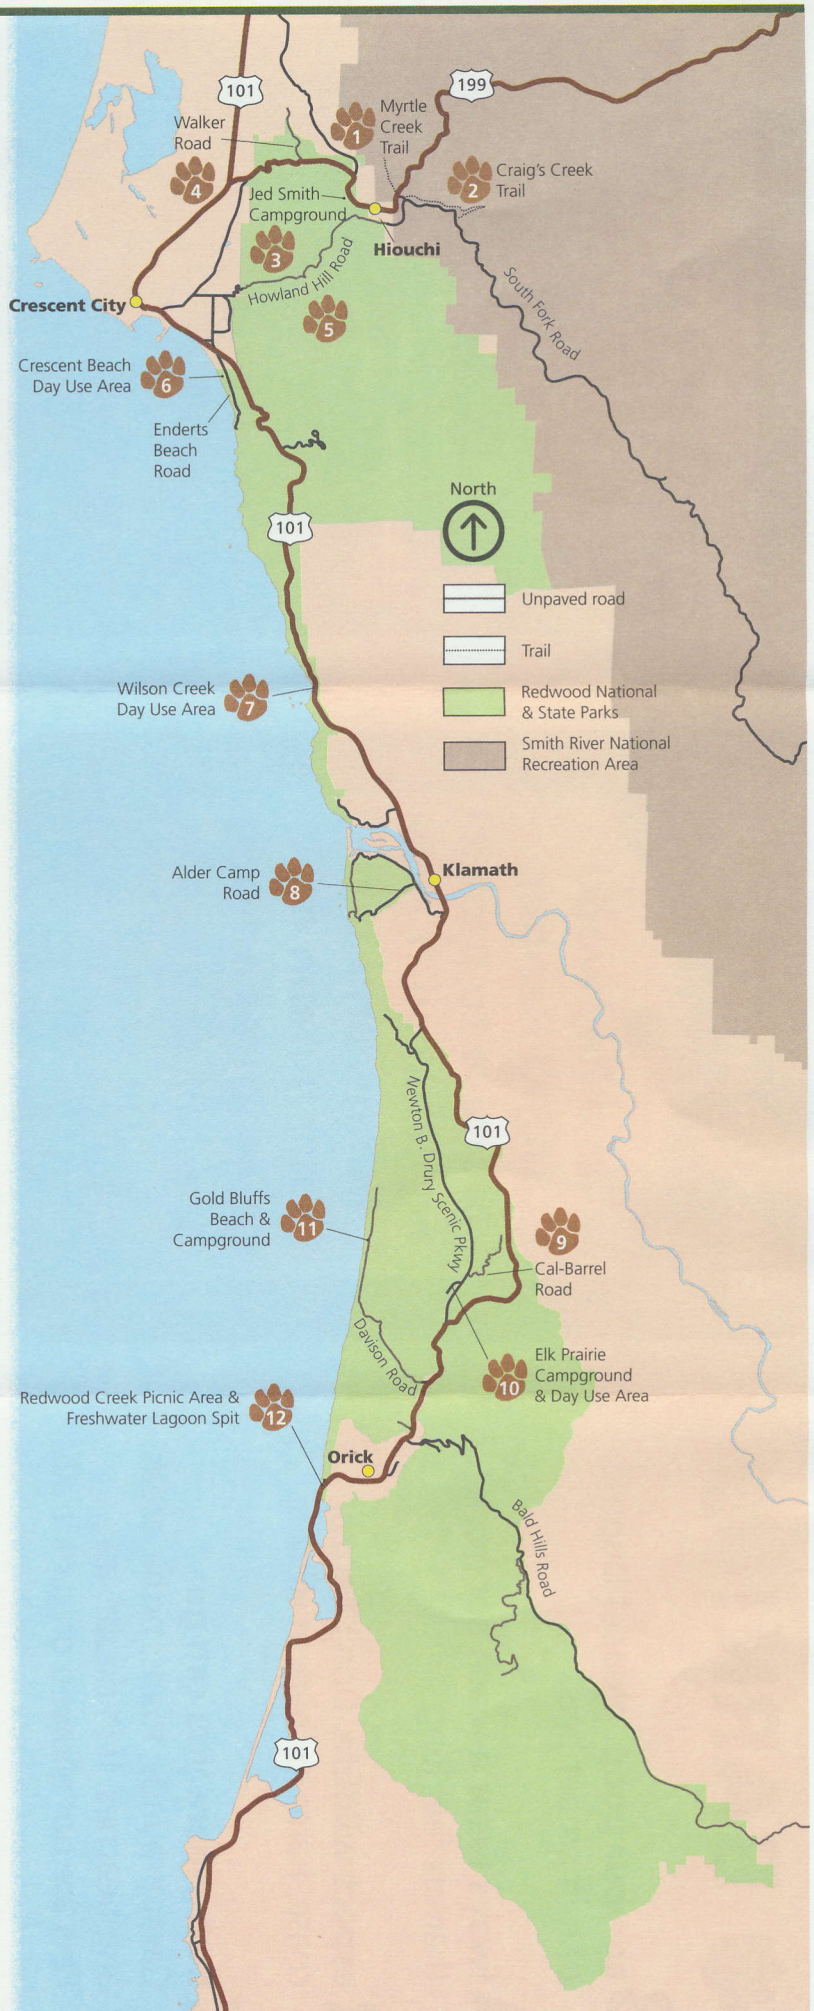 101
199
Walker
Road
1
Myrtle
Creek
Trail
4
2
Craig's Creek
Trail
Jed Smith
Campground
3
Hiouchi
Howland Hill Road
South Fork Road
Crescent City
5
Crescent Beach
Day Use Area
6
Enderts
Beach
Road
North
101
Unpaved road
Trail
Wilson Creek
Day Use Area
7
Redwood National
& State Parks
Smith River National
Recreation Area
Alder Camp
Road
8
Klamath
Newton B. Drury Scenic Pkwy
101
Gold Bluffs
Beach &
Campground
11
9
Cal-Barrel
Road
Davison Road
10
Elk Prairie
Campground
& Day Use Area
Redwood Creek Picnic Area &
Freshwater Lagoon Spit
12
Orick
Bald Hills Road
101